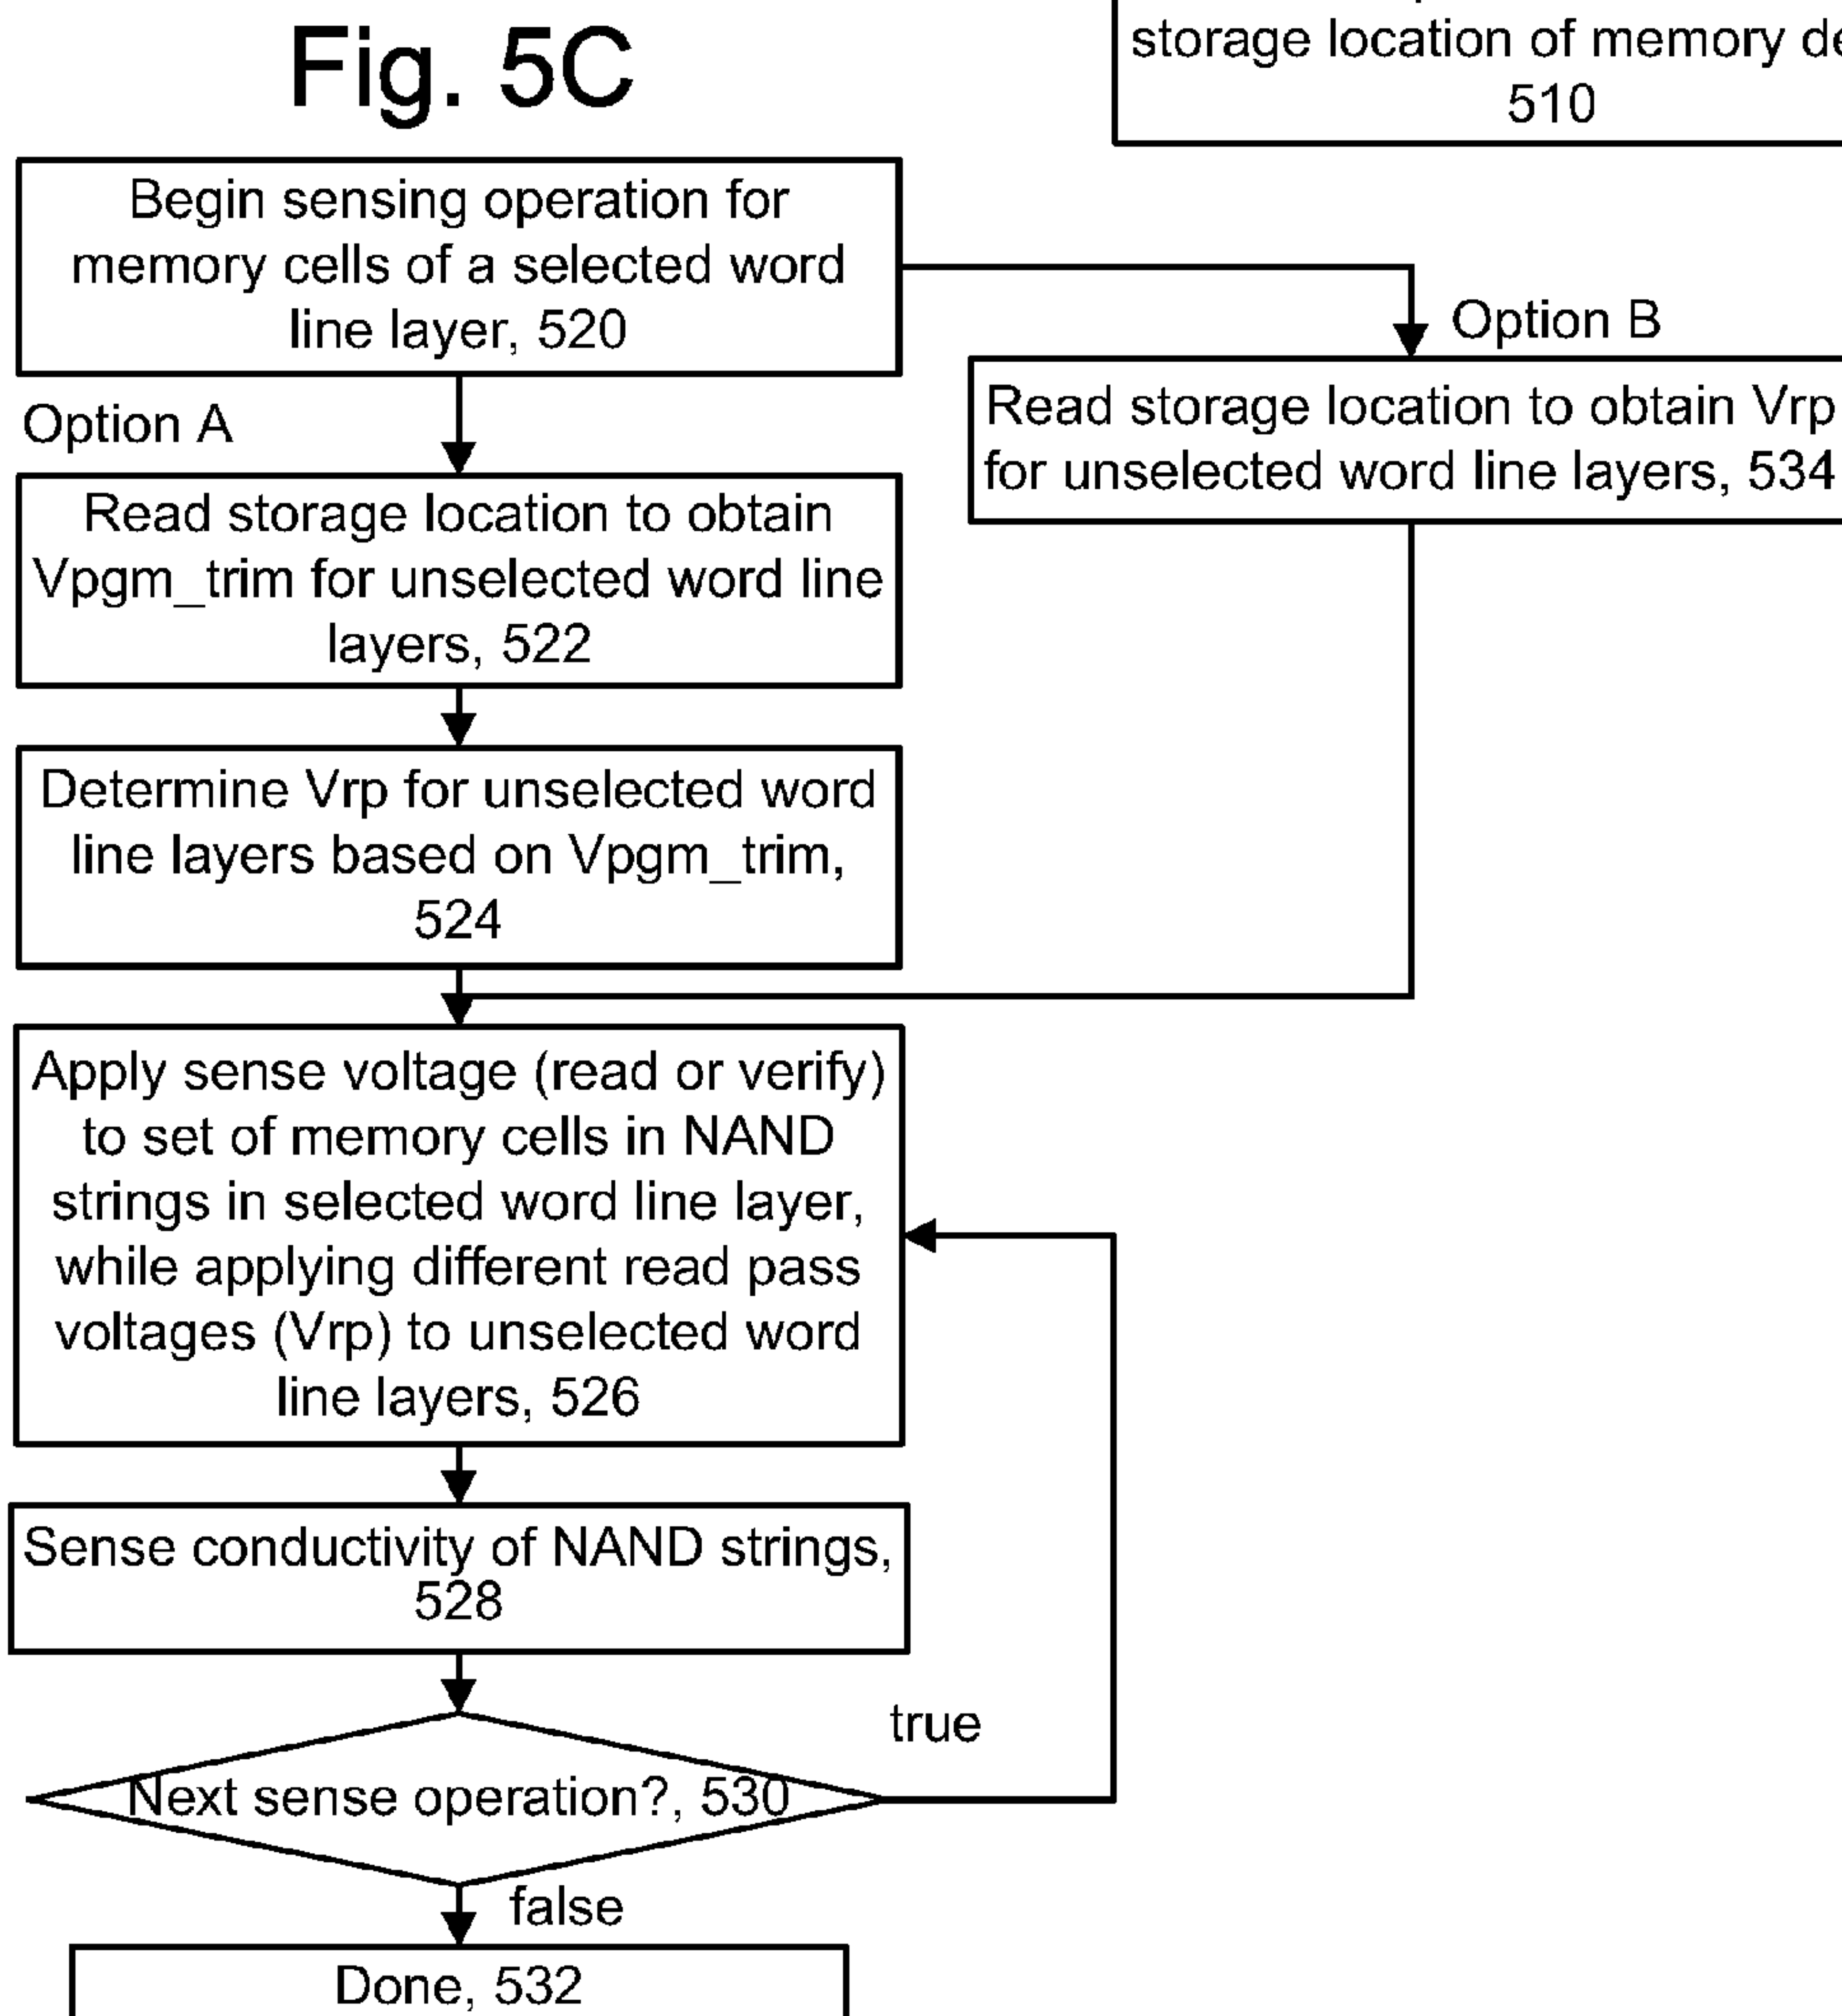 Fig. 5C
storage location of memory
510
Begin sensing operation for
memory cells of a selected word
line layer, 520
Option A
Option B
Read storage location to obtain Vrp
for unselected word line layers, 534
Read storage location to obtain
Vpgm_trim for unselected word line
layers, 522
Determine Vrp for unselected word
line layers based on Vpgm_trim,
524
Apply sense voltage (read or verify)
to set of memory cells in NAND
strings in selected word line layer,
while applying different read pass
voltages (Vrp) to unselected word
line layers, 526
Sense conductivity of NAND strings,
528
true
Next sense operation?, 530
false
Done, 532